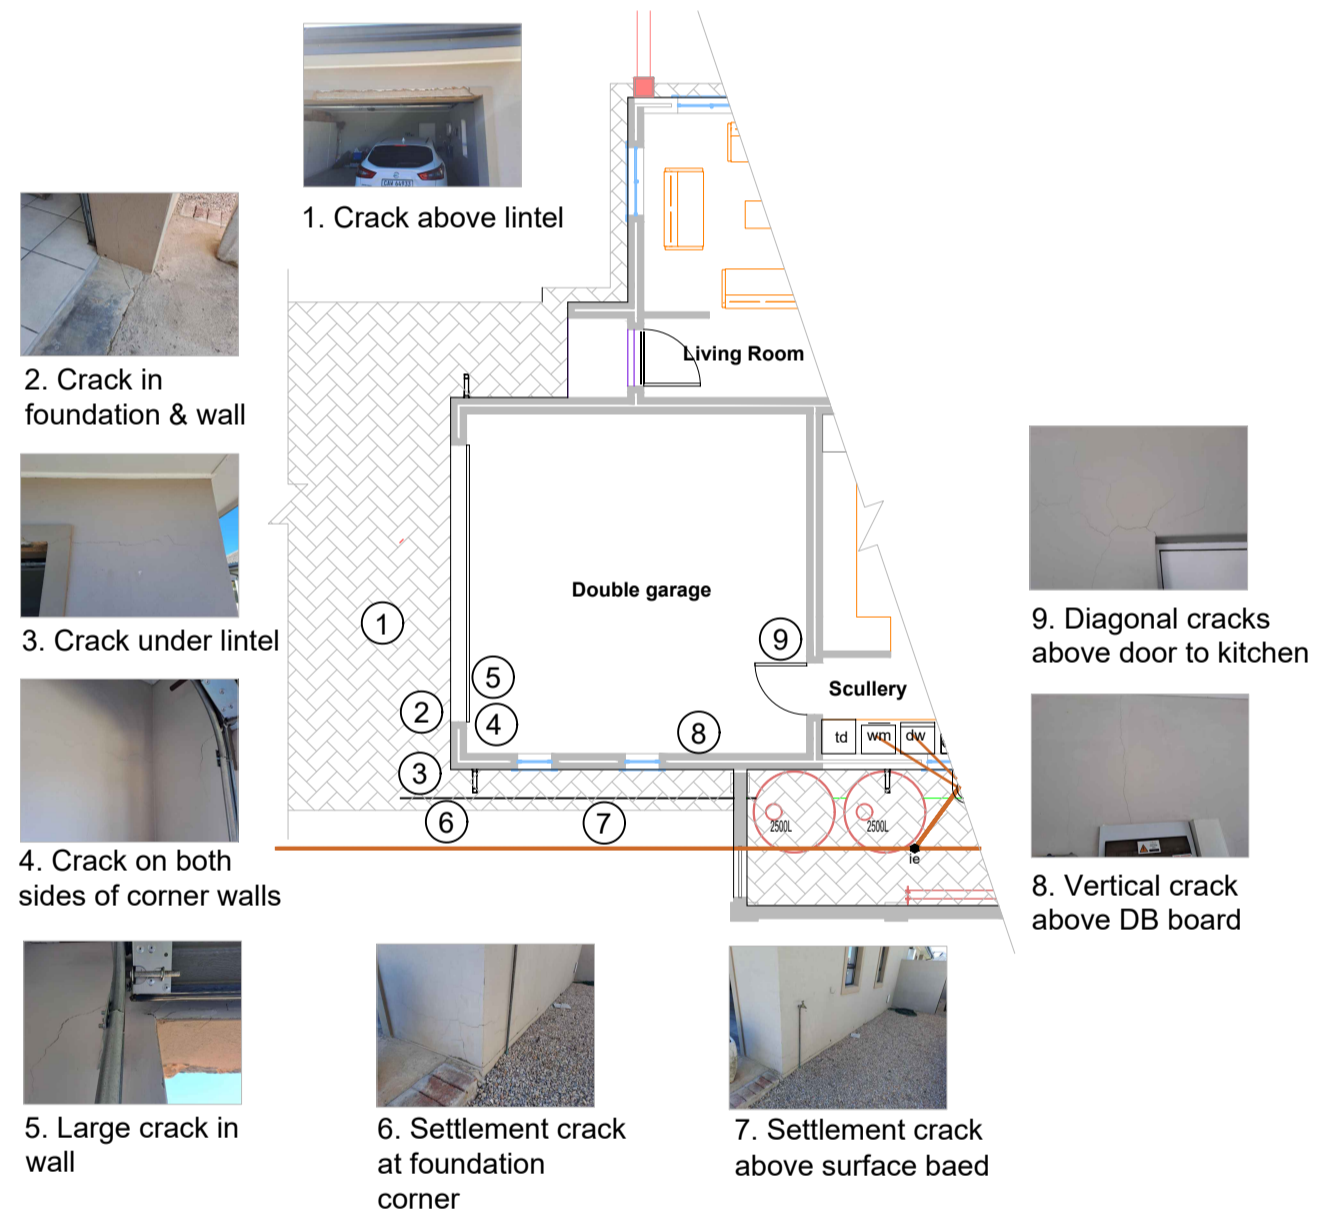 1. Crack above lintel
2. Crack in
foundation & wall
3. Crack under lintel
4. Crack on both
sides of corner walls
5. Large crack in
wall
6. Settlement crack
at foundation
corner
7. Settlement crack
above surface baed
8. Vertical crack
above DB board
9. Diagonal cracks
above door to kitchen
Living Room
Double garage
Scullery
td
wm
dw
2500L
2500L
ie
1
2
3
4
5
6
7
8
9